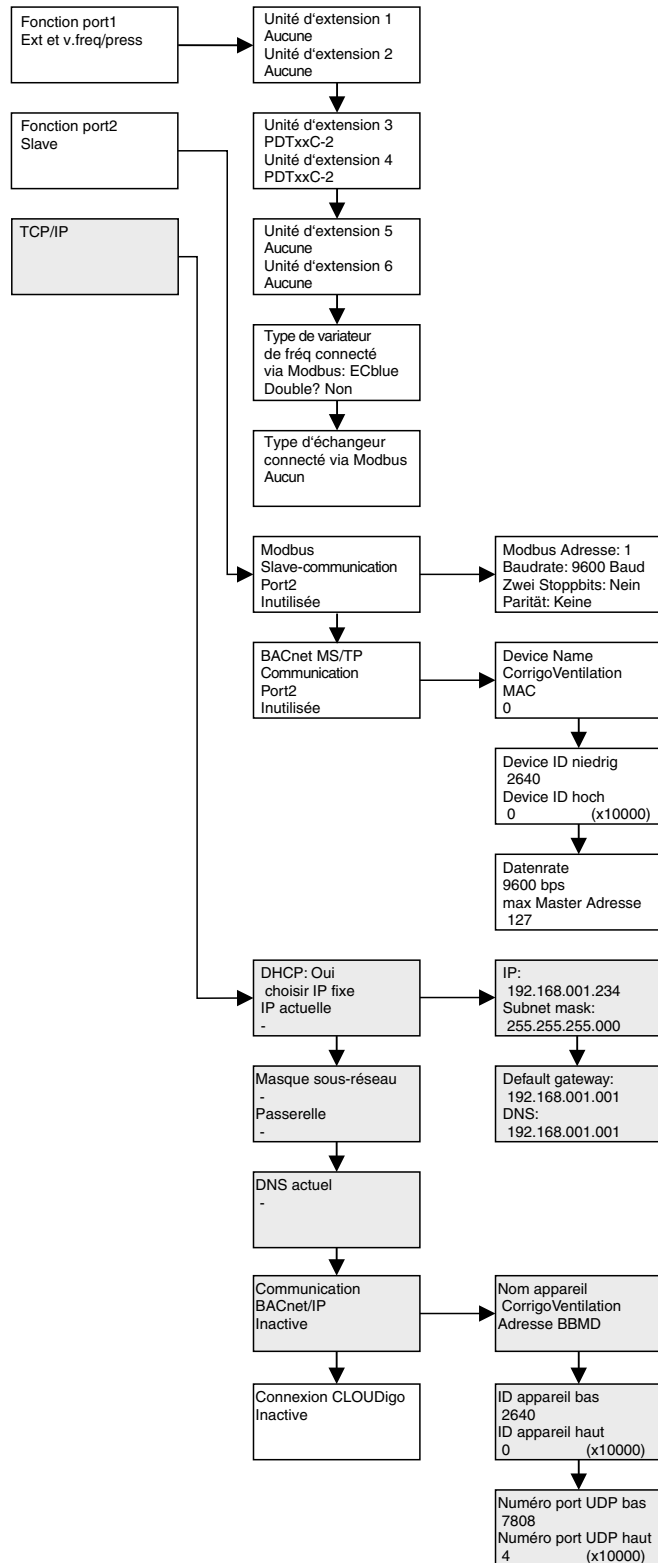 Fonction port1
Ext et v.freq/press
Unité d‘extension 1
Aucune
Unité d‘extension 2
Aucune
Fonction port2
Slave
Unité d‘extension 3
PDTxxC-2
Unité d‘extension 4
PDTxxC-2
TCP/IP
Unité d‘extension 5
Aucune
Unité d‘extension 6
Aucune
Type de variateur
de fréq connecté
via Modbus: ECblue
Double? Non
Type d‘échangeur
connecté via Modbus
Aucun
Modbus
Slave-communication
Port2
Inutilisée
Modbus Adresse: 1
Baudrate: 9600 Baud
Zwei Stoppbits: Nein
Parität: Keine
BACnet MS/TP
Communication
Port2
Inutilisée
Device Name
CorrigoVentilation
MAC
0
Device ID niedrig
2640
Device ID hoch
0 (x10000)
Datenrate
9600 bps
max Master Adresse
127
DHCP: Oui
choisir IP fixe
IP actuelle
-
IP:
192.168.001.234
Subnet mask:
255.255.255.000
Masque sous-réseau
-
Passerelle
-
Default gateway:
192.168.001.001
DNS:
192.168.001.001
DNS actuel
-
Communication
BACnet/IP
Inactive
Nom appareil
CorrigoVentilation
Adresse BBMD
Connexion CLOUDigo
Inactive
ID appareil bas
2640
ID appareil haut
0 (x10000)
Numéro port UDP bas
7808
Numéro port UDP haut
4 (x10000)